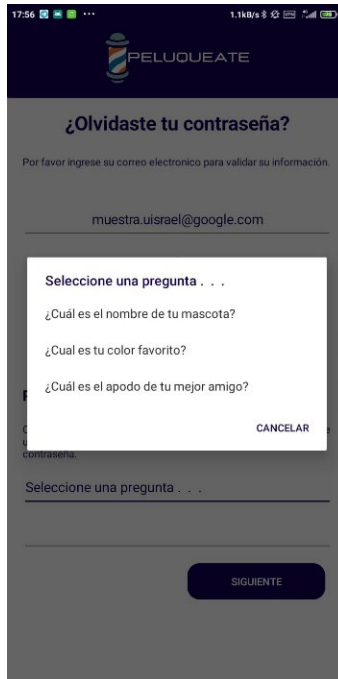 17:56 ... 1.1KB/s
PELUQUEATE
¿Olvidaste tu contraseña?
Por favor ingrese su correo electronico para validar su información.
muestra.uisrael@google.com
Seleccione una pregunta . . .
¿Cuál es el nombre de tu mascota?
¿Cual es tu color favorito?
¿Cuál es el apodo de tu mejor amigo?
CANCELAR
contraseña.
Seleccione una pregunta . . .
SIGUIENTE